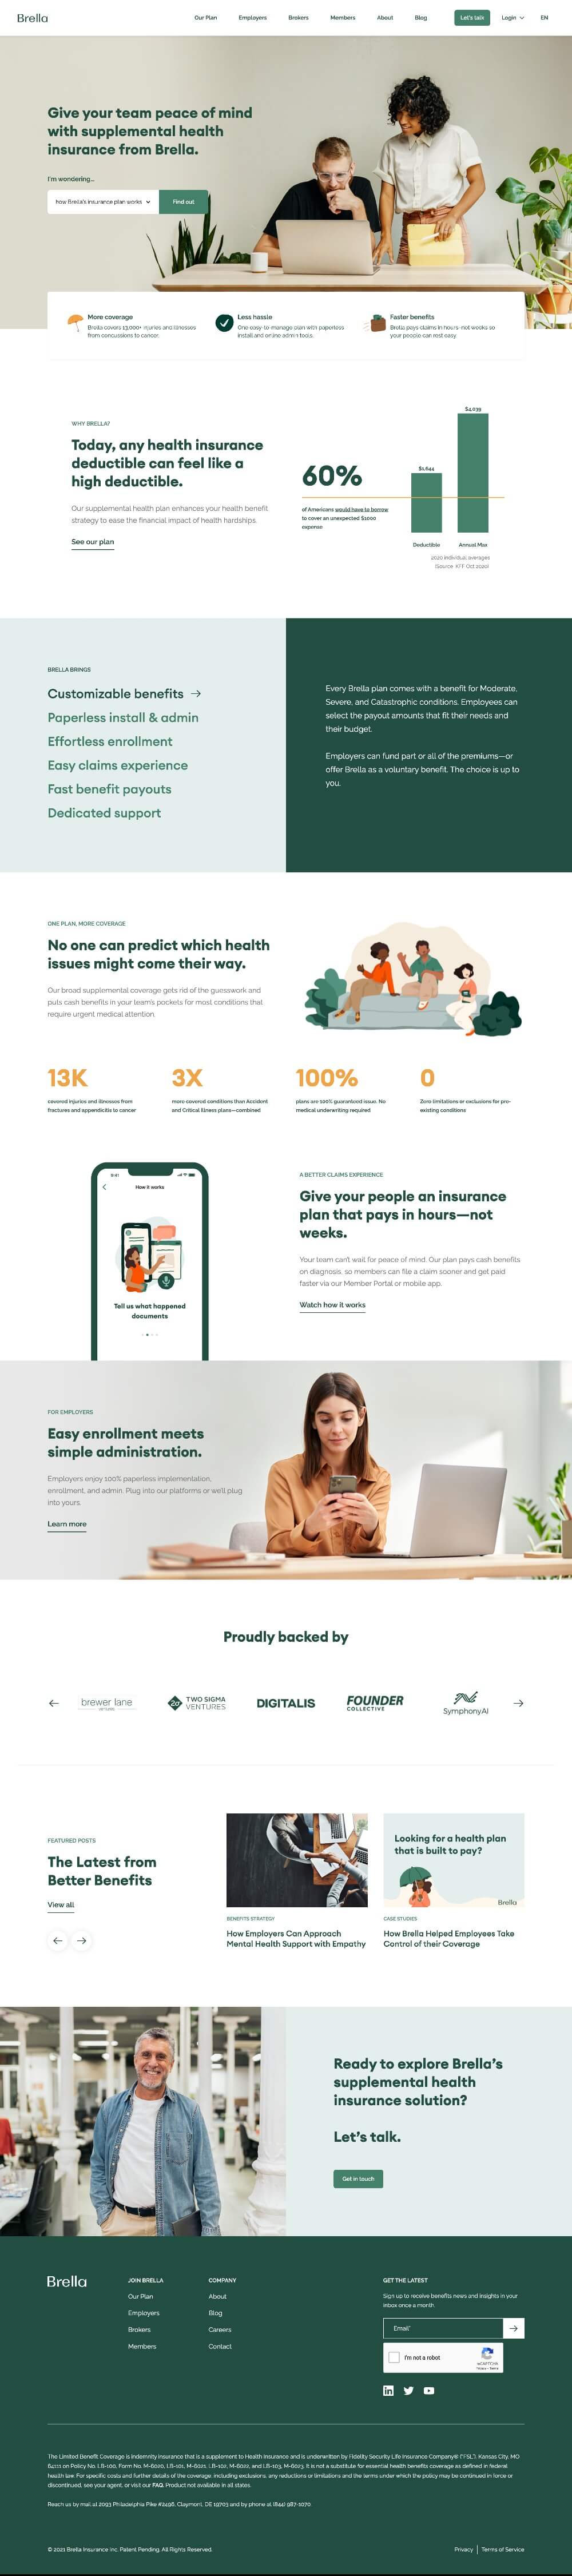 Brella
Our Plan
Employers
Brokers
Members
About
Blog
Let's talk
Login
EN
Give your team peace of mind
with supplemental health
insurance from Brella.
I'm wondering...
how Brella's insurance plan works
Find out
More coverage
Brella covers 13,000+ injuries and illnesses
from concussions to cancer.
Less hassle
One easy-to-manage plan with paperless
install and online admin tools.
Faster benefits
Brella pays claims in hours-not weeks so
your people can rest easy.
WHY BRELLA?
Today, any health insurance
deductible can feel like a
high deductible.
Our supplemental health plan enhances your health benefit
strategy to ease the financial impact of health hardships.
See our plan
60%
of Americans would have to borrow
to cover an unexpected $1000
expense
$1,644
$4,039
Deductible
Annual Max
2020 individual averages
(Source: KFF Oct 2020)
BRELLA BRINGS
Customizable benefits
Paperless install & admin
Effortless enrollment
Easy claims experience
Fast benefit payouts
Dedicated support
Every Brella plan comes with a benefit for Moderate,
Severe, and Catastrophic conditions. Employees can
select the payout amounts that fit their needs and
their budget.
Employers can fund part or all of the premiums—or
offer Brella as a voluntary benefit. The choice is up to
you.
ONE PLAN, MORE COVERAGE
No one can predict which health
issues might come their way.
Our broad supplemental coverage gets rid of the guesswork and
puts cash benefits in your team's pockets for most conditions that
require urgent medical attention.
13K
covered injuries and illnesses from
fractures and appendicitis to cancer
3X
more covered conditions than Accident
and Critical Illness plans—combined
100%
plans are 100% guaranteed issue. No
medical underwriting required
0
Zero limitations or exclusions for pre-
existing conditions
9:41
How it works
Tell us what happened
documents
A BETTER CLAIMS EXPERIENCE
Give your people an insurance
plan that pays in hours—not
weeks.
Your team can't wait for peace of mind. Our plan pays cash benefits
on diagnosis, so members can file a claim sooner and get paid
faster via our Member Portal or mobile app.
Watch how it works
FOR EMPLOYERS
Easy enrollment meets
simple administration.
Employers enjoy 100% paperless implementation,
enrollment, and admin. Plug into our platforms or we'll plug
into yours.
Learn more
Proudly backed by
brewer lane
VENTURES
2σ
TWO SIGMA
VENTURES
DIGITALIS
FOUNDER
COLLECTIVE
SymphonyAI
FEATURED POSTS
The Latest from
Better Benefits
View all
BENEFITS STRATEGY
How Employers Can Approach
Mental Health Support with Empathy
Looking for a health plan
that is built to pay?
Brella
CASE STUDIES
How Brella Helped Employees Take
Control of their Coverage
Ready to explore Brella's
supplemental health
insurance solution?
Let's talk.
Get in touch
Brella
JOIN BRELLA
Our Plan
Employers
Brokers
Members
COMPANY
About
Blog
Careers
Contact
GET THE LATEST
Sign up to receive benefits news and insights in your
inbox once a month.
Email*
I'm not a robot
reCAPTCHA
Privacy - Terms
The Limited Benefit Coverage is indemnity insurance that is a supplement to Health Insurance and is underwritten by Fidelity Security Life Insurance Company® ("FSL"), Kansas City, MO
64111 on Policy No. LB-100, Form No. M-6020, LB-101, M-6021, LB-102, M-6022, and LB-103, M-6023. It is not a substitute for essential health benefits coverage as defined in federal
health law. For specific costs and further details of the coverage, including exclusions, any reductions or limitations and the terms under which the policy may be continued in force or
discontinued, see your agent, or visit our FAQ. Product not available in all states.
Reach us by mail at 2093 Philadelphia Pike #2496, Claymont, DE 19703 and by phone at (844) 987-1070.
© 2021 Brella Insurance Inc. Patent Pending. All Rights Reserved.
Privacy
Terms of Service